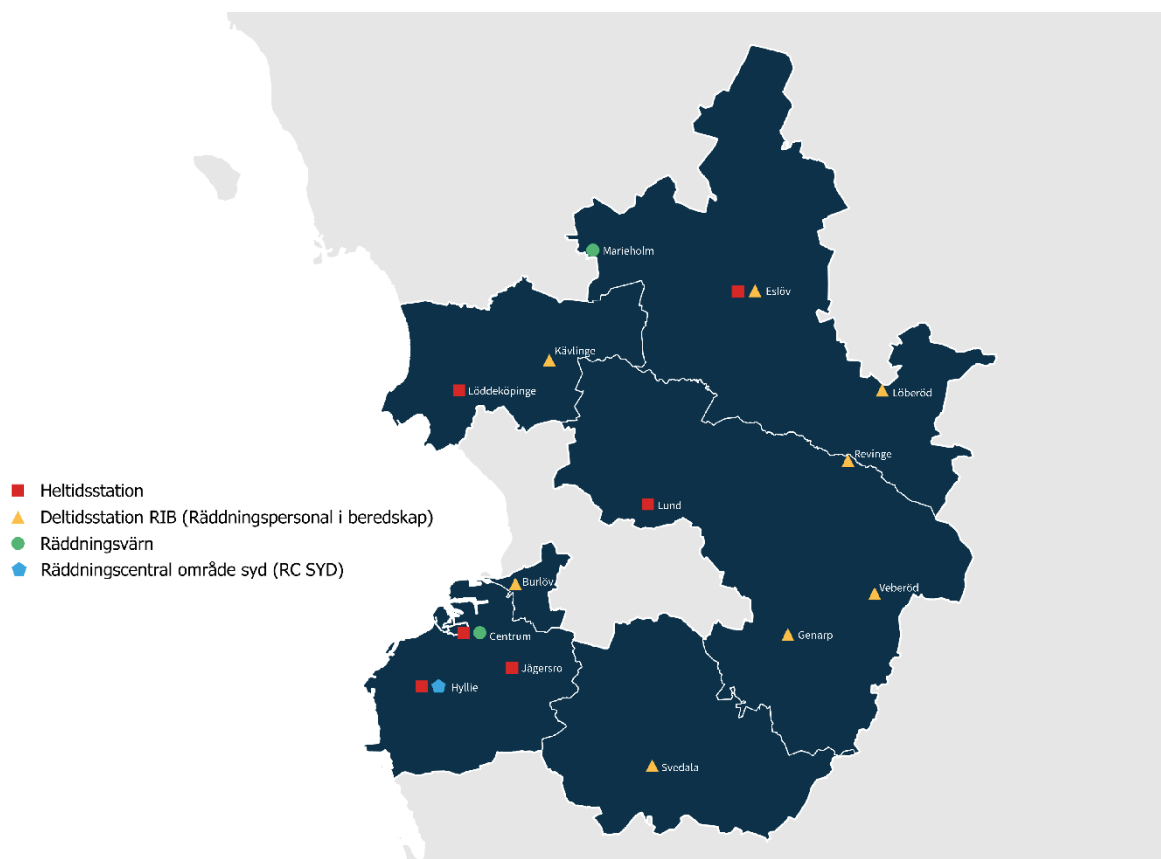 Marieholm
Eslöv
Kävlinge
Löddeköpinge
Löberöd
Revinge
Lund
Heltidsstation
Deltidsstation RIB (Räddningspersonal i beredskap)
Räddningsvärn
Räddningscentral område syd (RC SYD)
Burlöv
Veberöd
Centrum
Genarp
Jägersro
Hyllie
Svedala